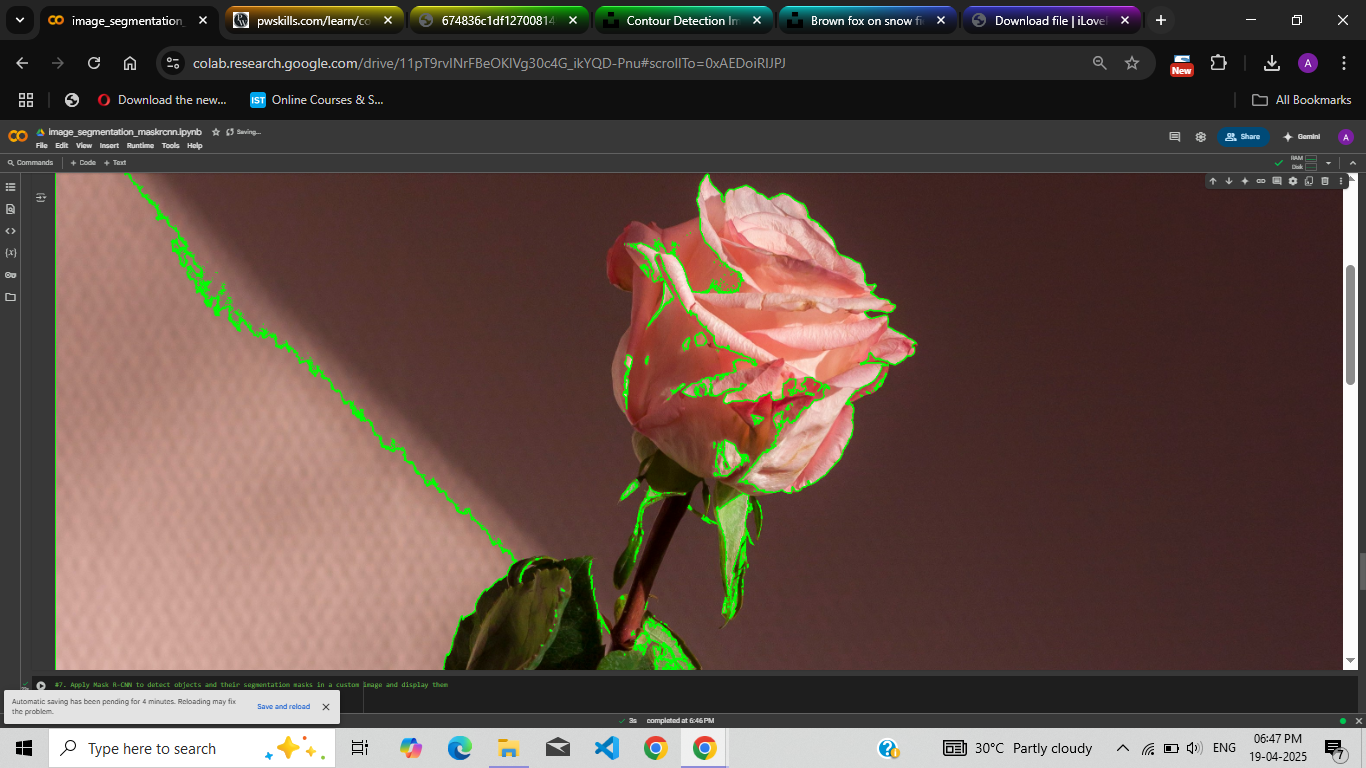 image_segmentation_
pwskills.com/learn/co
674836c1df12700814
Contour Detection Im
Brown fox on snow fi
Download file | iLovel
colab.research.google.com/drive/11pT9rvINrFBeOKIVg30c4G_ikYQD-Pnu#scrollTo=0xAEDoiRIJPJ
New
A
Download the new...
IST
Online Courses & S...
All Bookmarks
image_segmentation_maskrcnn.ipynb
Saving...
File Edit View Insert Runtime Tools Help
Share
Gemini
A
Commands
+ Code + Text
RAM
Disk
{x}
#7. Apply Mask R-CNN to detect objects and their segmentation masks in a custom image and display them
Automatic saving has been pending for 4 minutes. Reloading may fix
the problem.
Save and reload
3s completed at 6:46 PM
Type here to search
30°C Partly cloudy
ENG
06:47 PM
19-04-2025
7